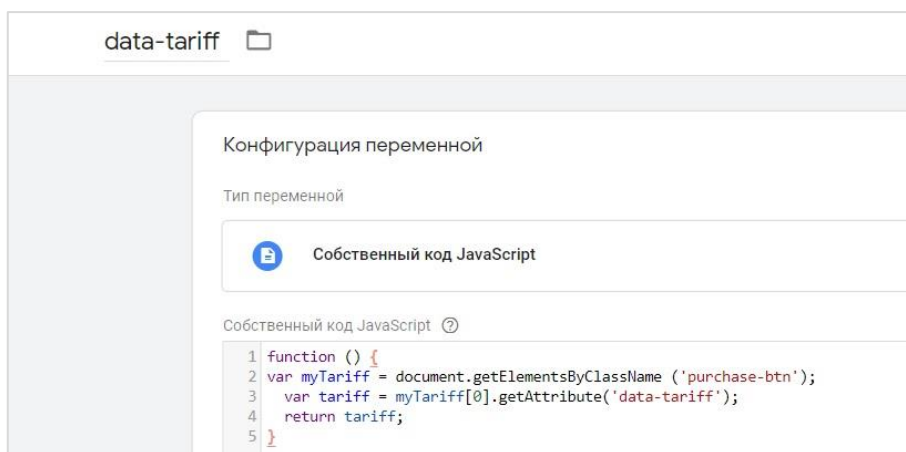 data-tariff
Конфигурация переменной
Тип переменной
Собственный код JavaScript
Собственный код JavaScript
1 function () {
2 var myTariff = document.getElementsByClassName ('purchase-btn');
3   var tariff = myTariff[0].getAttribute('data-tariff');
4   return tariff;
5 }